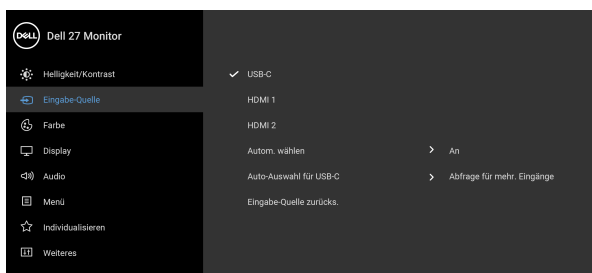 DELL Dell 27 Monitor
Helligkeit/Kontrast
USB-C
Eingabe-Quelle
HDMI 1
Farbe
HDMI 2
Display
Autom. wählen An
Audio
Auto-Auswahl für USB-C Abfrage für mehr. Eingänge
Menü
Eingabe-Quelle zurücks.
Individualisieren
Weiteres